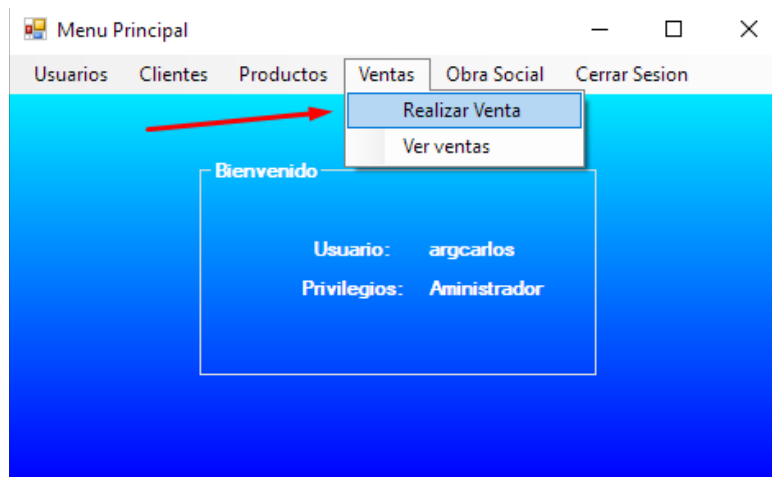 Menu Principal
Usuarios Clientes Productos Ventas Obra Social Cerrar Sesion
Realizar Venta
Ver ventas
Bienvenido
Usuario: argcarlos
Privilegios: Aministrador